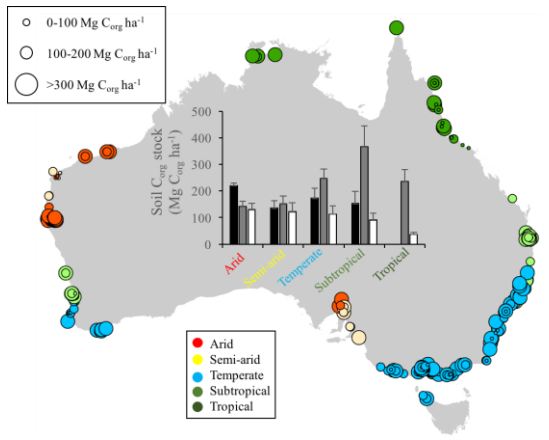 0-100 Mg Corg ha-1
100-200 Mg Corg ha-1
>300 Mg Corg ha-1
Soil Corg stock
(Mg Corg ha-1)
500
400
300
200
100
0
Arid
Semi-arid
Temperate
Subtropical
Tropical
Arid
Semi-arid
Temperate
Subtropical
Tropical